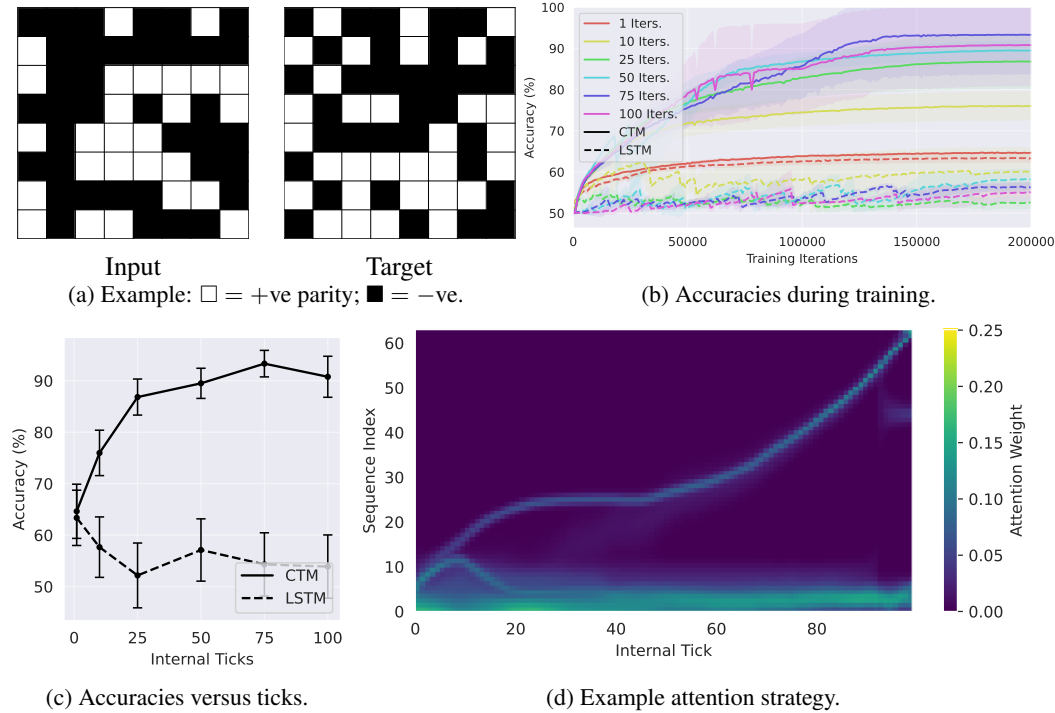 Input
Target
(a) Example: □ = +ve parity; ■ = −ve.
100
90
80
70
60
50
Accuracy (%)
1 Iters.
10 Iters.
25 Iters.
50 Iters.
75 Iters.
100 Iters.
CTM
LSTM
0
50000
100000
150000
200000
Training Iterations
(b) Accuracies during training.
90
80
70
60
50
Accuracy (%)
CTM
LSTM
0
25
50
75
100
Internal Ticks
(c) Accuracies versus ticks.
60
50
40
30
20
10
0
Sequence Index
0
20
40
60
80
Internal Tick
0.25
0.20
0.15
0.10
0.05
0.00
Attention Weight
(d) Example attention strategy.